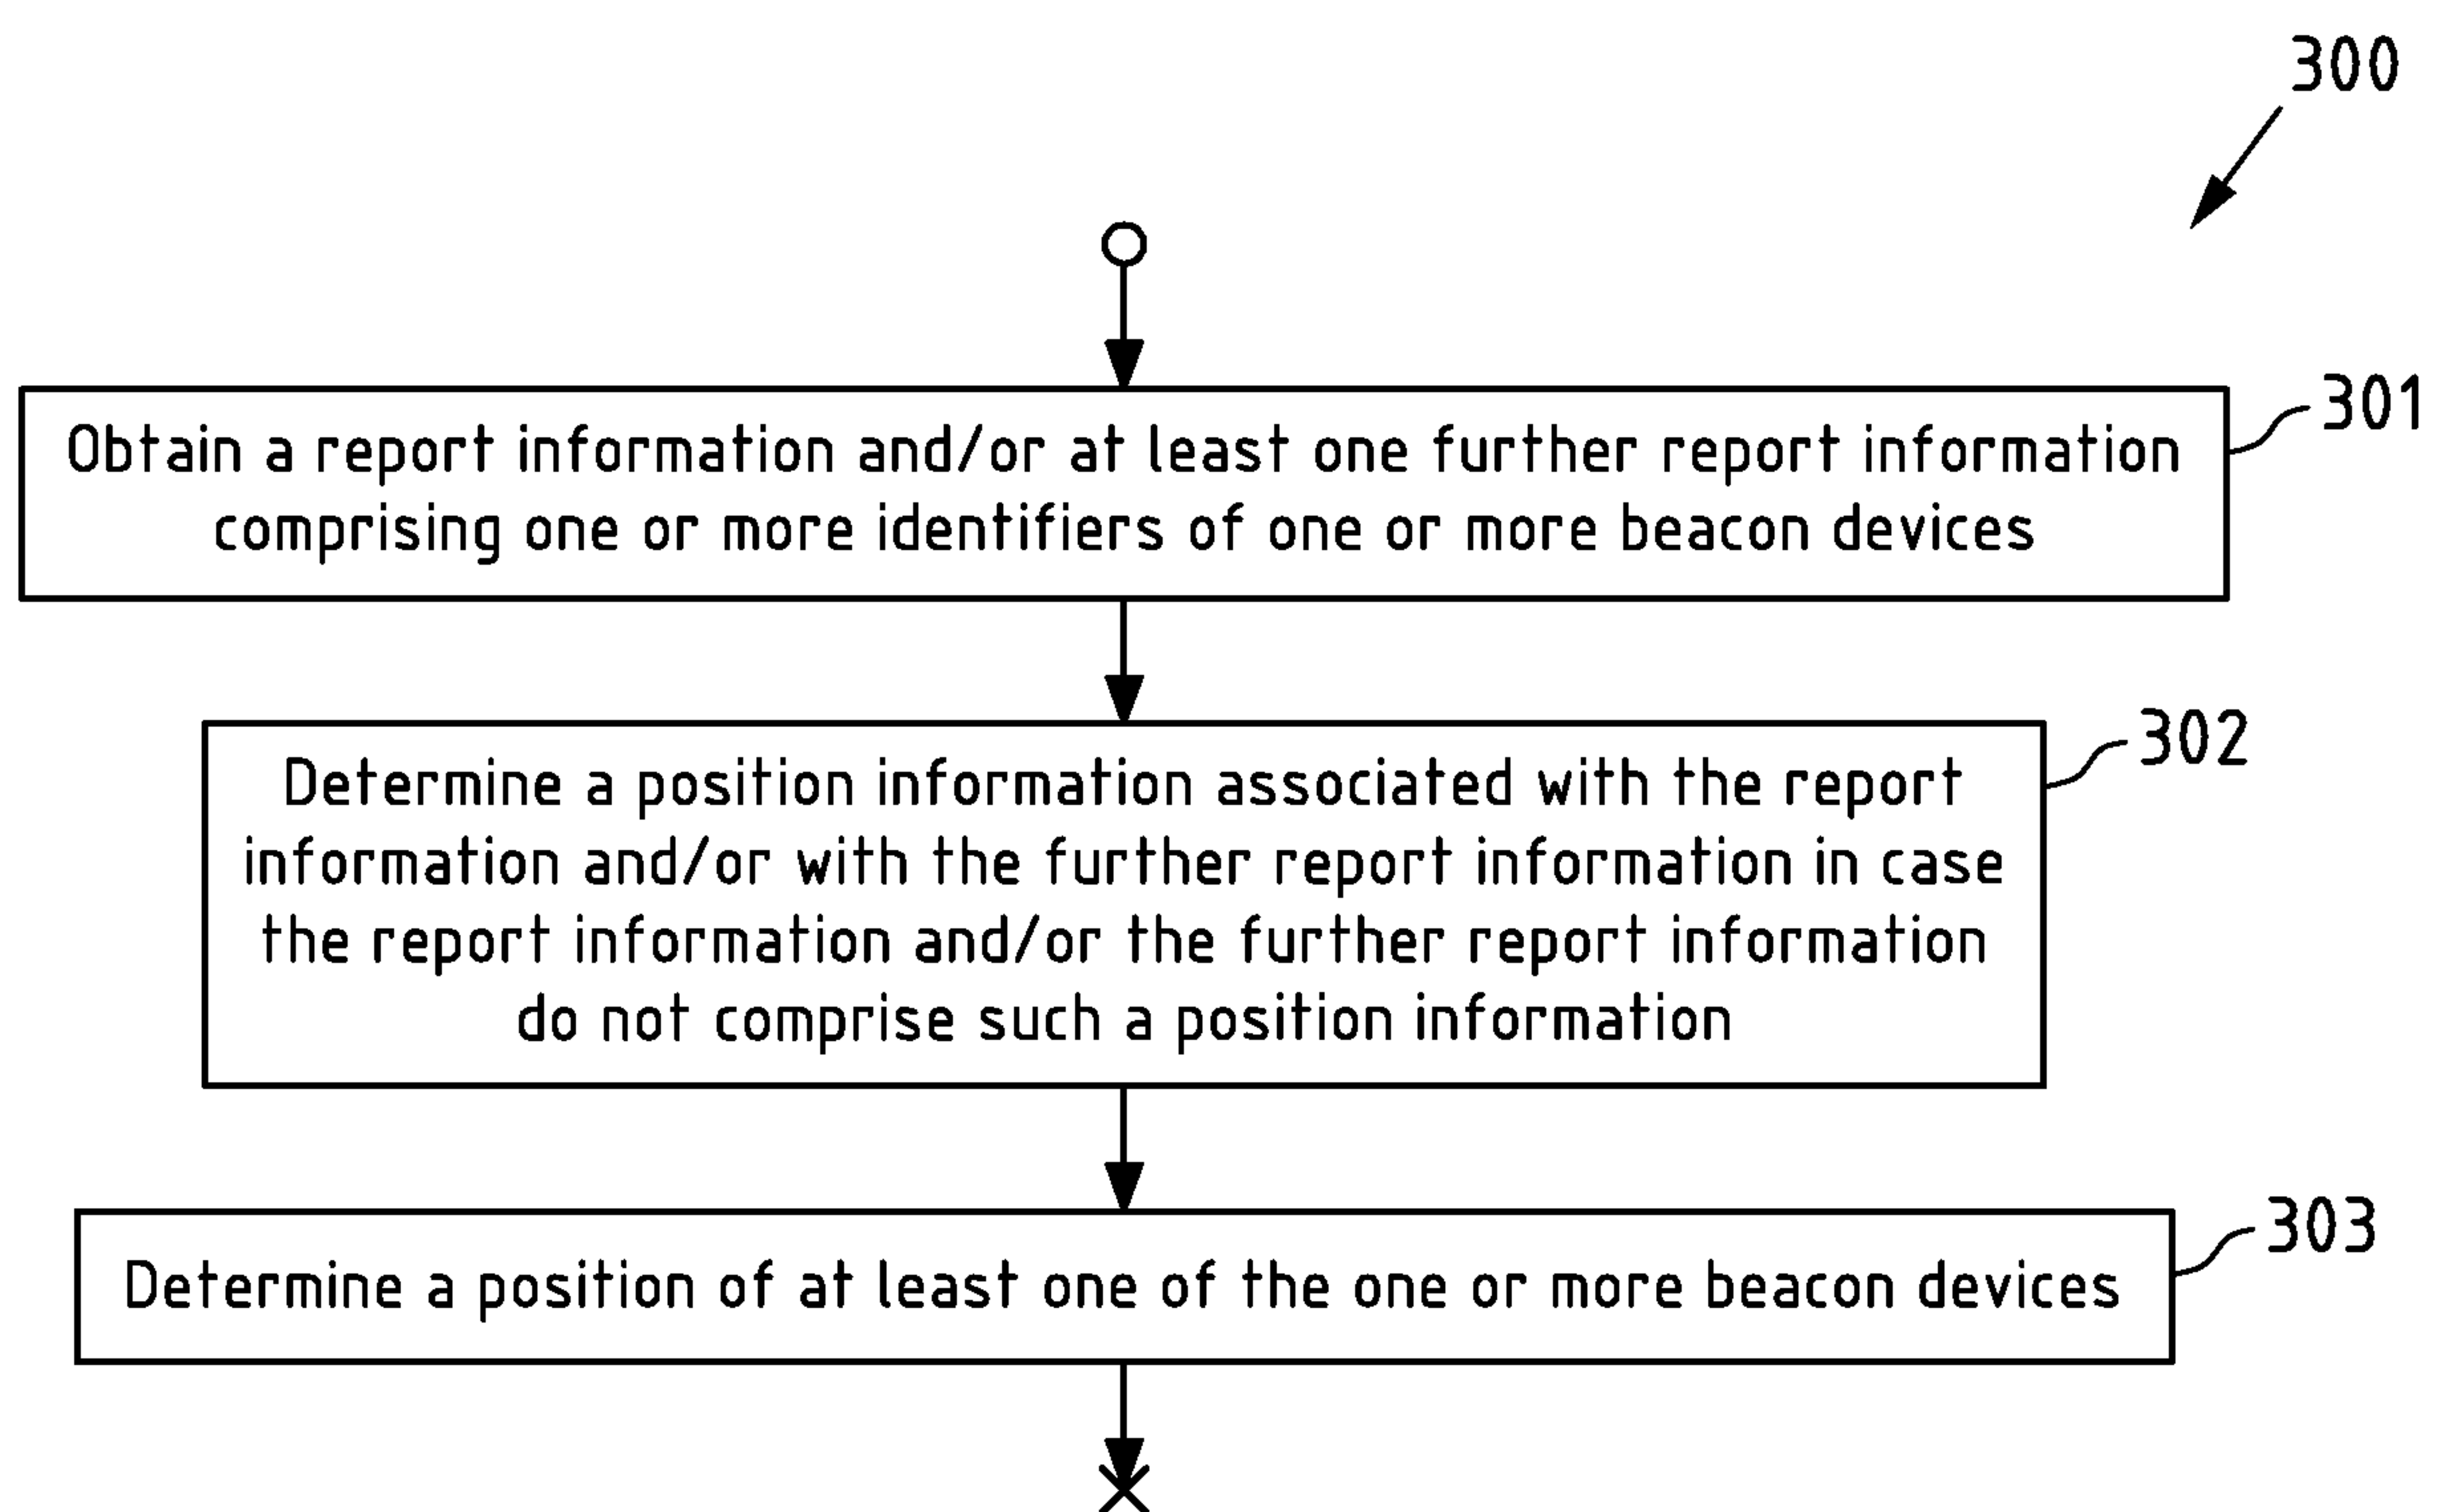 300
301
Obtain a report information and/or at least one further report information
comprising one or more identifiers of one or more beacon devices
302
Determine a position information associated with the report
information and/or with the further report information in case
the report information and/or the further report information
do not comprise such a position information
303
Determine a position of at least one of the one or more beacon devices